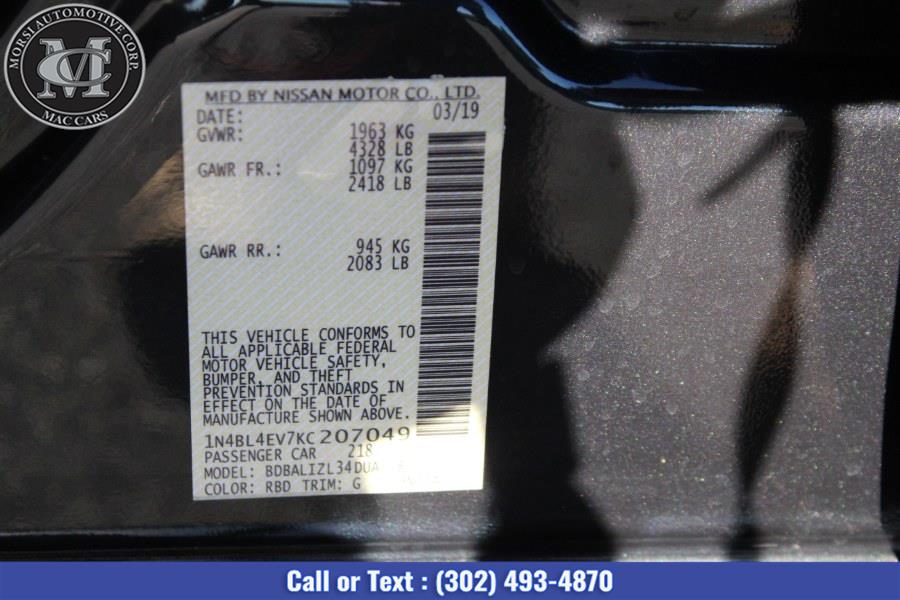 MORSI AUTOMOTIVE CORP.
MC
MAC CARS
MFD BY NISSAN MOTOR CO., LTD.
DATE: 03/19
GVWR: 1963 KG
4328 LB
GAWR FR.: 1097 KG
2418 LB
GAWR RR.: 945 KG
2083 LB
THIS VEHICLE CONFORMS TO
ALL APPLICABLE FEDERAL
MOTOR VEHICLE SAFETY,
BUMPER, AND THEFT
PREVENTION STANDARDS IN
EFFECT ON THE DATE OF
MANUFACTURE SHOWN ABOVE.
1N4BL4EV7KC207049
PASSENGER CAR 218
MODEL: BDBALIZL34DUA
COLOR: RBD TRIM: G
Call or Text : (302) 493-4870